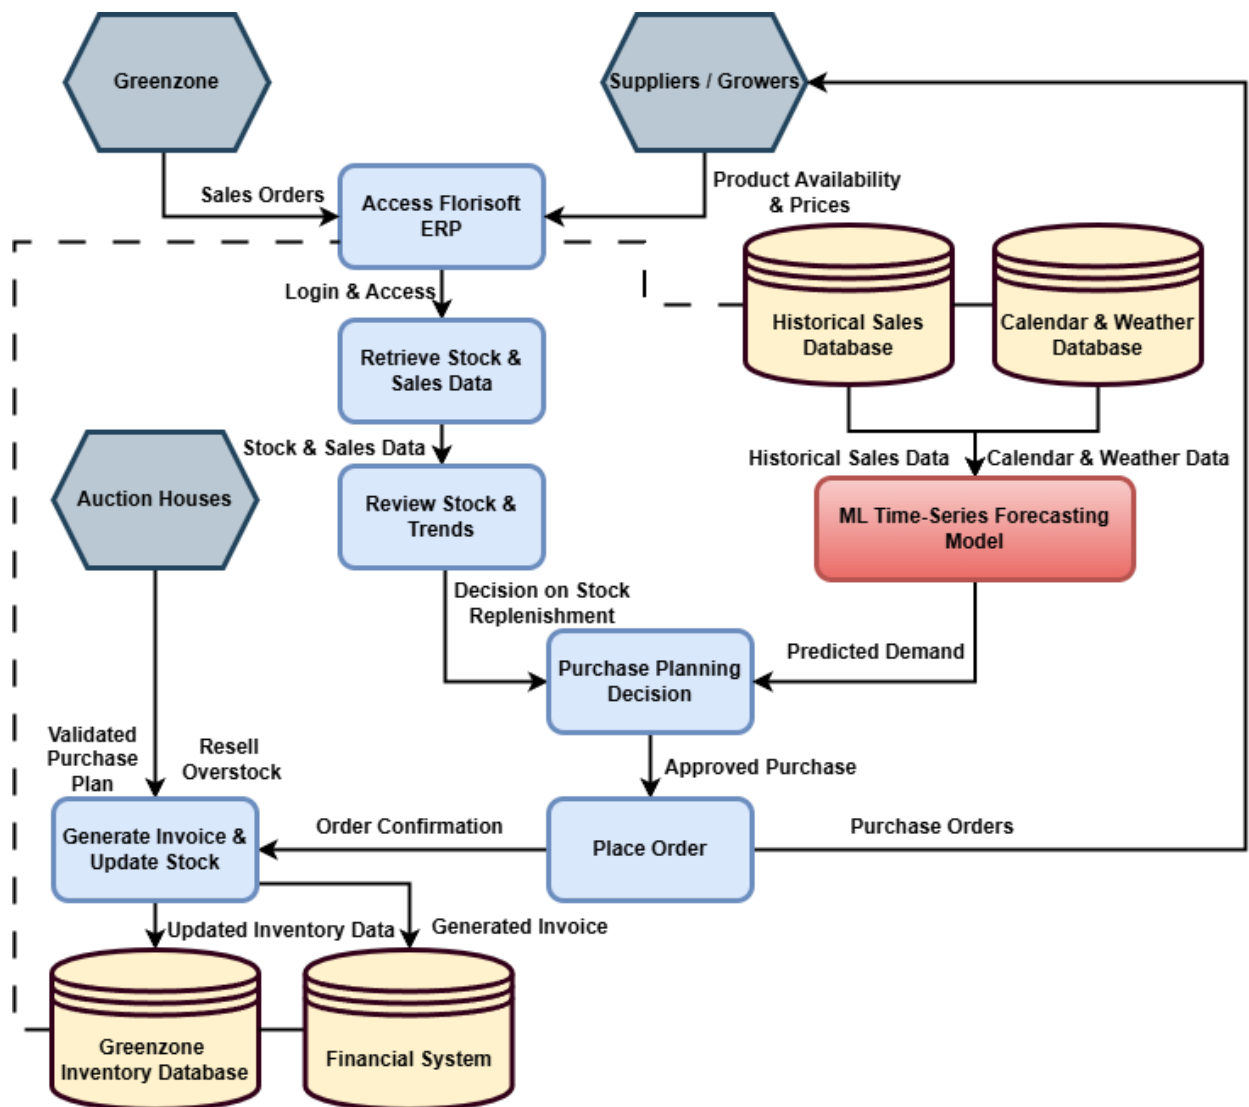 Greenzone
Suppliers / Growers
Sales Orders
Product Availability
& Prices
Access Florisoft
ERP
Login & Access
Historical Sales
Database
Calendar & Weather
Database
Retrieve Stock &
Sales Data
Stock & Sales Data
Historical Sales Data
Calendar & Weather Data
Auction Houses
Review Stock &
Trends
ML Time-Series Forecasting
Model
Decision on Stock
Replenishment
Predicted Demand
Purchase Planning
Decision
Validated
Purchase
Plan
Resell
Overstock
Approved Purchase
Generate Invoice &
Update Stock
Order Confirmation
Place Order
Purchase Orders
Updated Inventory Data
Generated Invoice
Greenzone
Inventory Database
Financial System